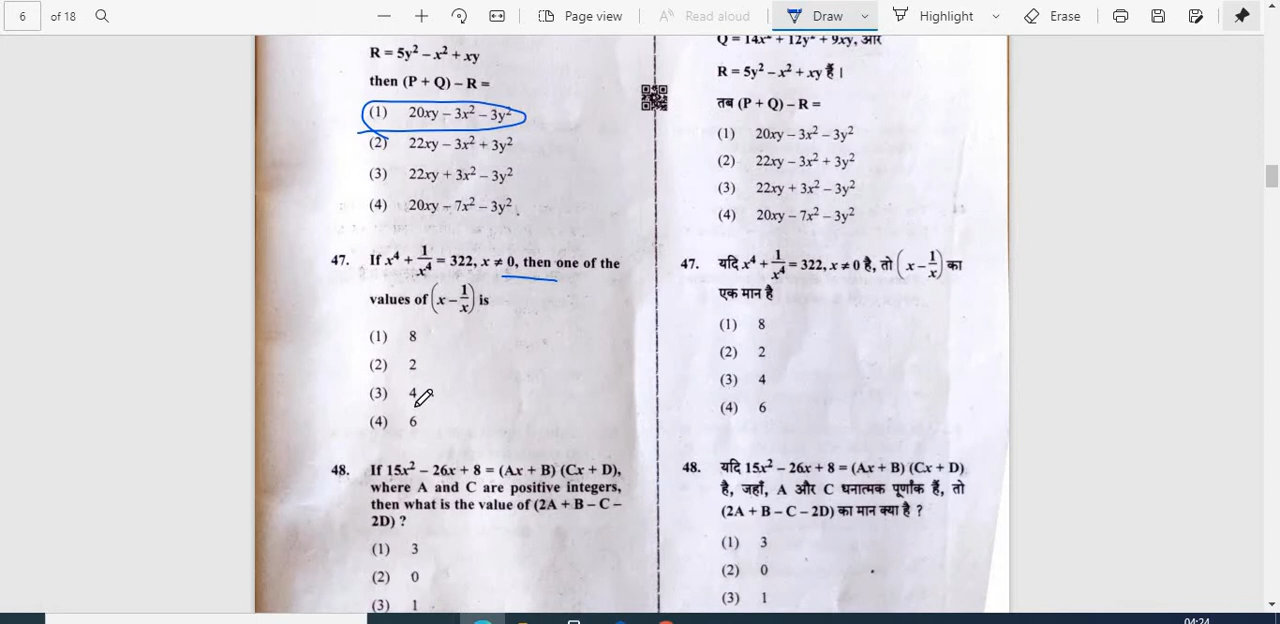 6 of 18 Page view Read aloud Draw Highlight Erase
R = 5y² – x² + xy
then (P + Q) – R =
(1) 20xy – 3x² – 3y²
(2) 22xy – 3x² + 3y²
(3) 22xy + 3x² – 3y²
(4) 20xy – 7x² – 3y²
47. If x⁴ + 1/x⁴ = 322, x ≠ 0, then one of the
values of (x – 1/x) is
(1) 8
(2) 2
(3) 4
(4) 6
48. If 15x² – 26x + 8 = (Ax + B) (Cx + D),
where A and C are positive integers,
then what is the value of (2A + B – C –
2D) ?
(1) 3
(2) 0
(3) 1
Q = 14x² + 12y² + 9xy, और
R = 5y² – x² + xy हैं ।
तब (P + Q) – R =
(1) 20xy – 3x² – 3y²
(2) 22xy – 3x² + 3y²
(3) 22xy + 3x² – 3y²
(4) 20xy – 7x² – 3y²
47. यदि x⁴ + 1/x⁴ = 322, x ≠ 0 है, तो (x – 1/x) का
एक मान है
(1) 8
(2) 2
(3) 4
(4) 6
48. यदि 15x² – 26x + 8 = (Ax + B) (Cx + D)
है, जहाँ, A और C धनात्मक पूर्णांक हैं, तो
(2A + B – C – 2D) का मान क्या है ?
(1) 3
(2) 0
(3) 1
04:24